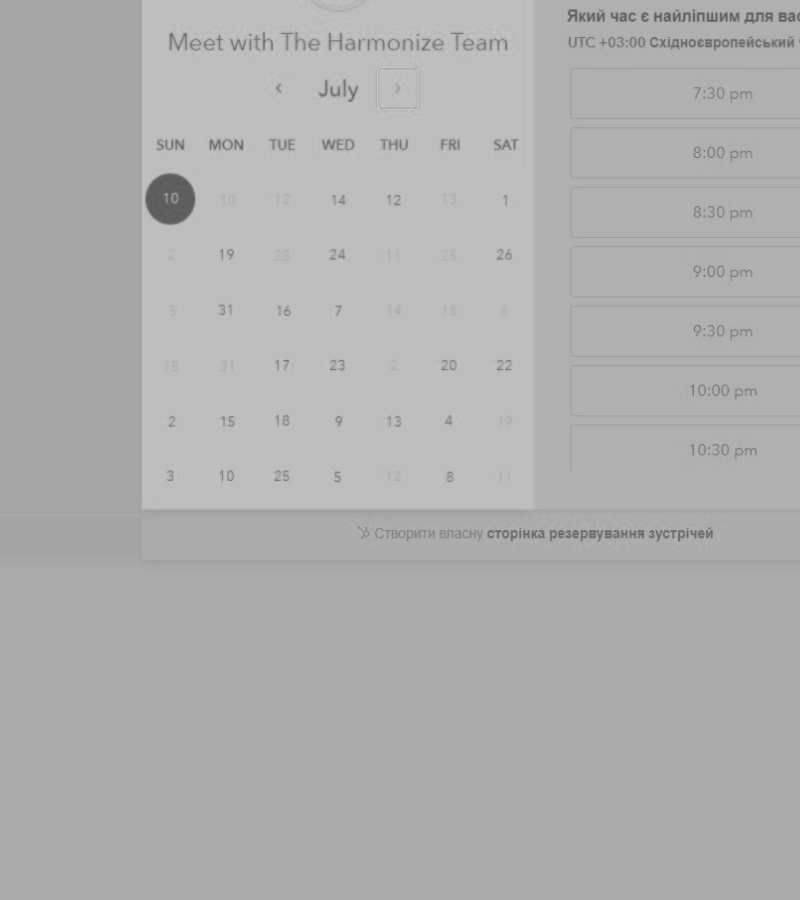 Meet with The Harmonize Team
July
SUN MON TUE WED THU FRI SAT
10 10 12 14 12 13 1
2 19 28 24 11 25 26
3 31 16 7 14 18 6
18 31 17 23 2 20 22
2 15 18 9 13 4 19
3 10 25 5 12 8 11
Який час є найліпшим для вас
UTC +03:00 Східноєвропейський
7:30 pm
8:00 pm
8:30 pm
9:00 pm
9:30 pm
10:00 pm
10:30 pm
Створити власну сторінка резервування зустрічей